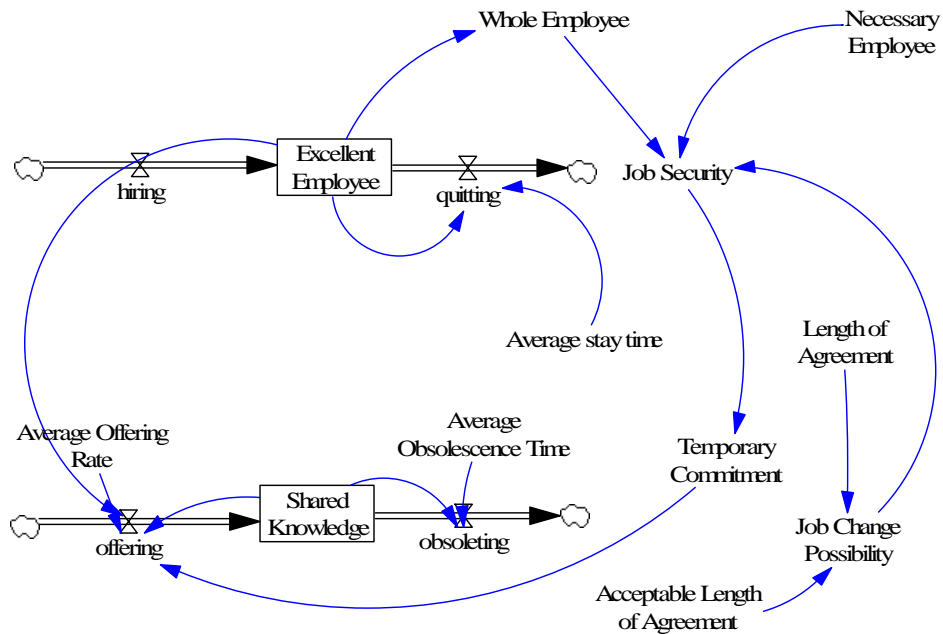 Whole Employee
Necessary
Employee
Excellent
Employee
hiring
quitting
Job Security
Average stay time
Length of
Agreement
Average Offering
Rate
Average
Obsolescence Time
Temporary
Commitment
Shared
Knowledge
offering
obsoleting
Job Change
Possibility
Acceptable Length
of Agreement